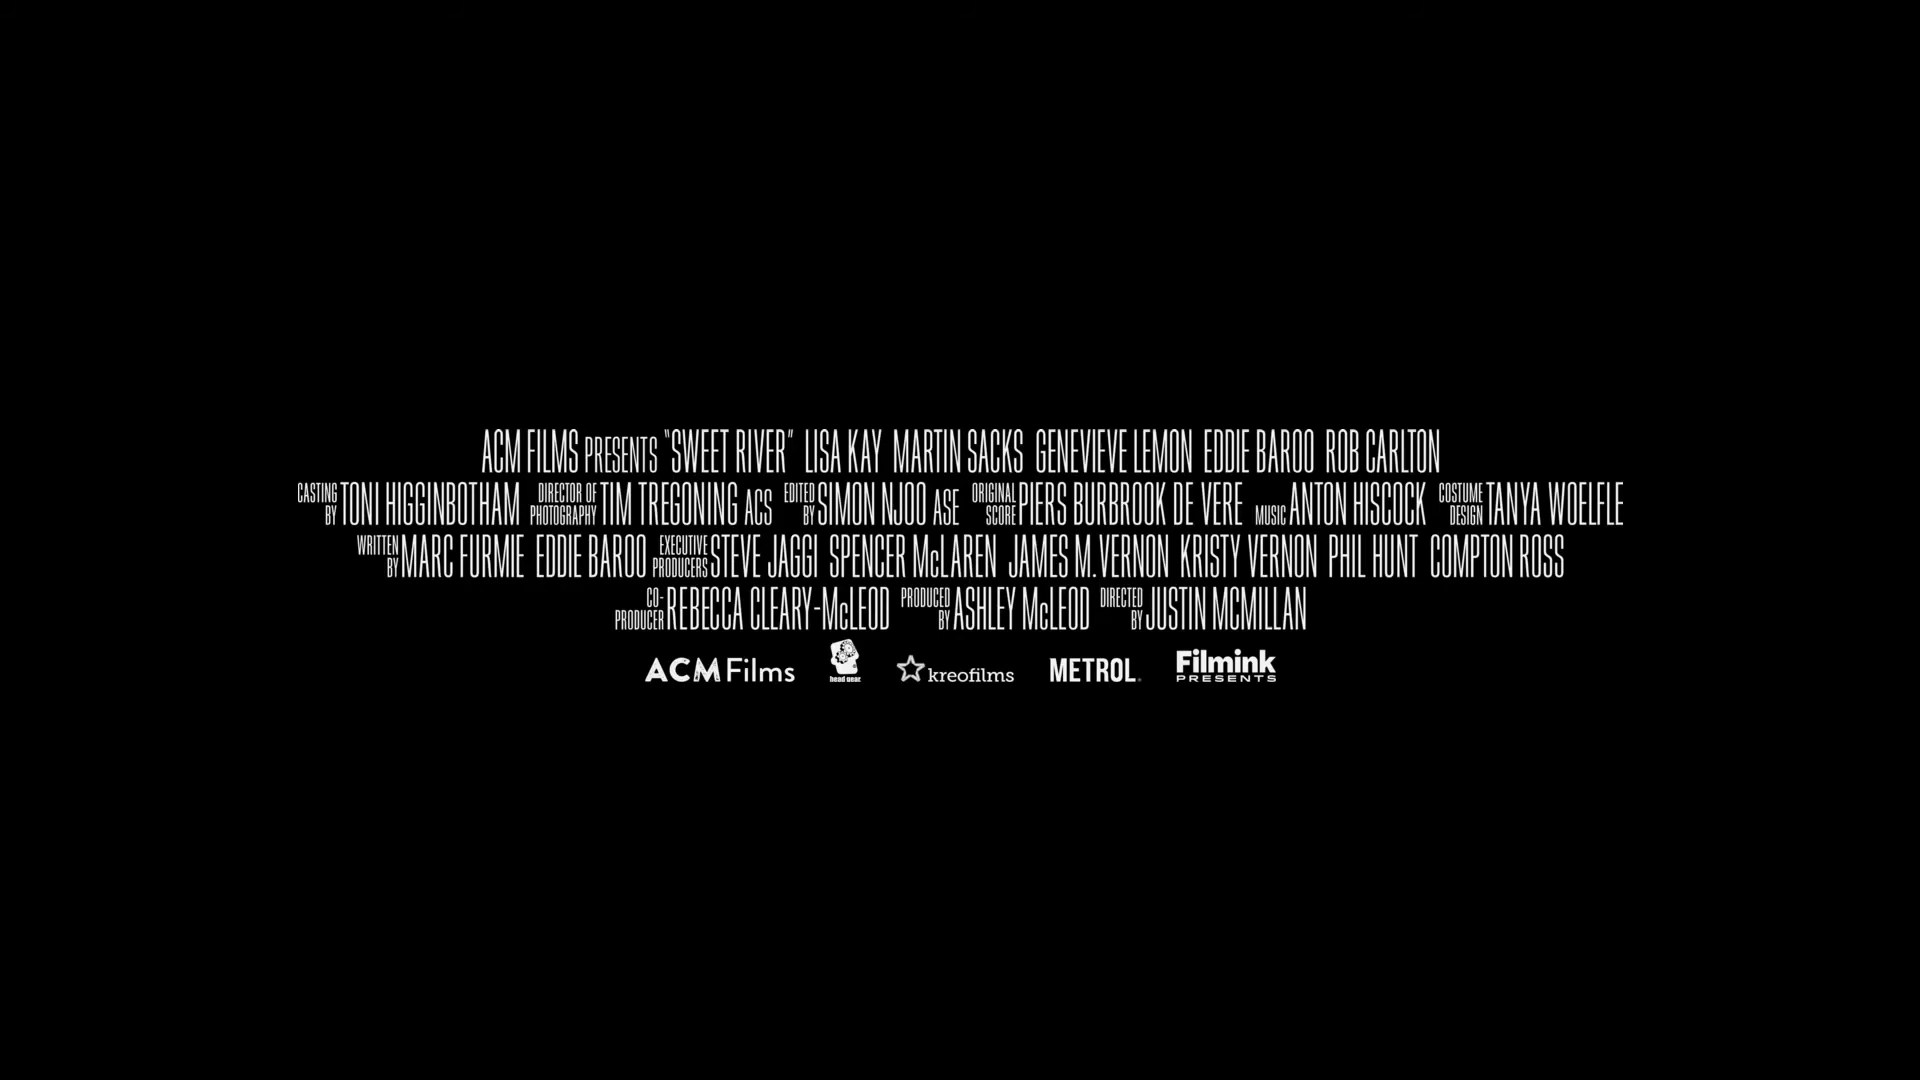 ACM FILMS PRESENTS "SWEET RIVER" LISA KAY MARTIN SACKS GENEVIEVE LEMON EDDIE BAROO ROB CARLTON
CASTING BY TONI HIGGINBOTHAM DIRECTOR OF PHOTOGRAPHY TIM TREGONING ACS EDITED BY SIMON NJOO ASE ORIGINAL SCORE PIERS BURBROOK DE VERE MUSIC ANTON HISCOCK COSTUME DESIGN TANYA WOELFLE
WRITTEN BY MARC FURMIE EDDIE BAROO EXECUTIVE PRODUCERS STEVE JAGGI SPENCER McLAREN JAMES M. VERNON KRISTY VERNON PHIL HUNT COMPTON ROSS
CO-PRODUCER REBECCA CLEARY-McLEOD PRODUCED BY ASHLEY McLEOD DIRECTED BY JUSTIN MCMILLAN
ACM Films head gear kreofilms METROL. Filmink PRESENTS